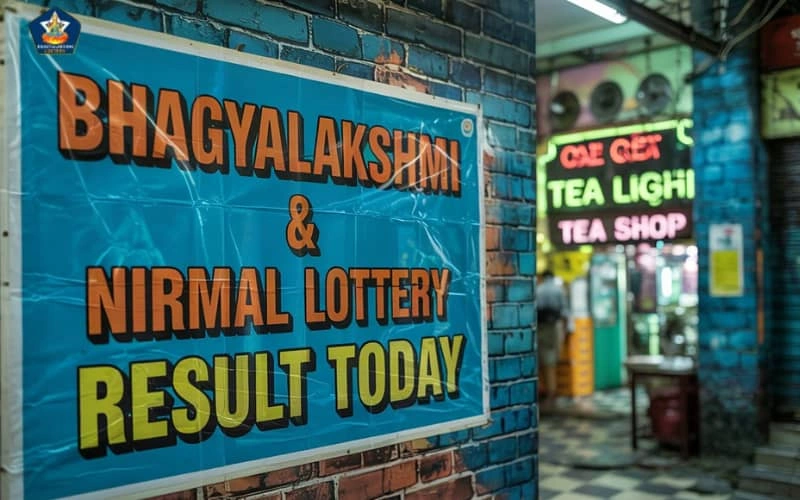 BHAGYALAKSHMI
&
NIRMAL LOTTERY
RESULT TODAY
TEA LIGHI
TEA SHOP